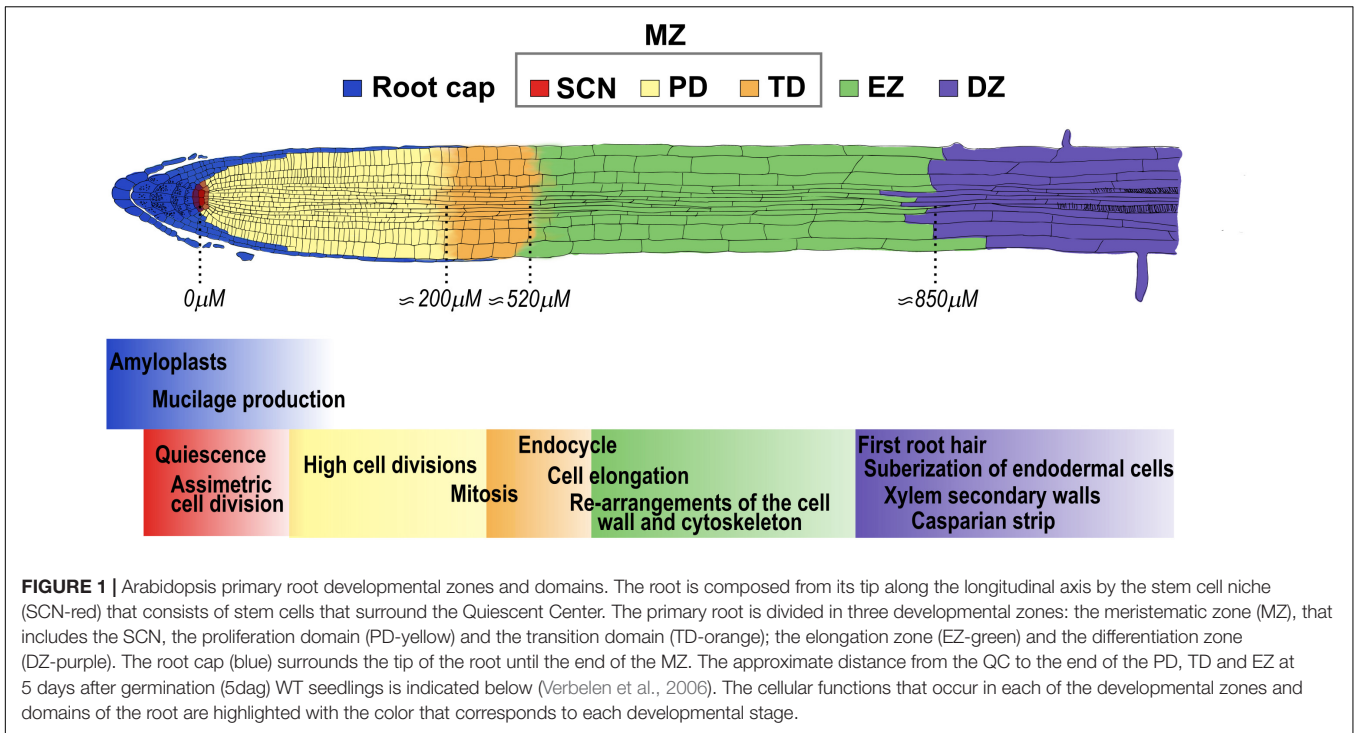 MZ
Root cap SCN PD TD EZ DZ
0μM ≈200μM ≈520μM ≈850μM
Amyloplasts
Mucilage production
Quiescence
Assimetric
cell division
High cell divisions
Mitosis
Endocycle
Cell elongation
Re-arrangements of the cell
wall and cytoskeleton
First root hair
Suberization of endodermal cells
Xylem secondary walls
Casparian strip
FIGURE 1 | Arabidopsis primary root developmental zones and domains. The root is composed from its tip along the longitudinal axis by the stem cell niche
(SCN-red) that consists of stem cells that surround the Quiescent Center. The primary root is divided in three developmental zones: the meristematic zone (MZ), that
includes the SCN, the proliferation domain (PD-yellow) and the transition domain (TD-orange); the elongation zone (EZ-green) and the differentiation zone
(DZ-purple). The root cap (blue) surrounds the tip of the root until the end of the MZ. The approximate distance from the QC to the end of the PD, TD and EZ at
5 days after germination (5dag) WT seedlings is indicated below (Verbelen et al., 2006). The cellular functions that occur in each of the developmental zones and
domains of the root are highlighted with the color that corresponds to each developmental stage.